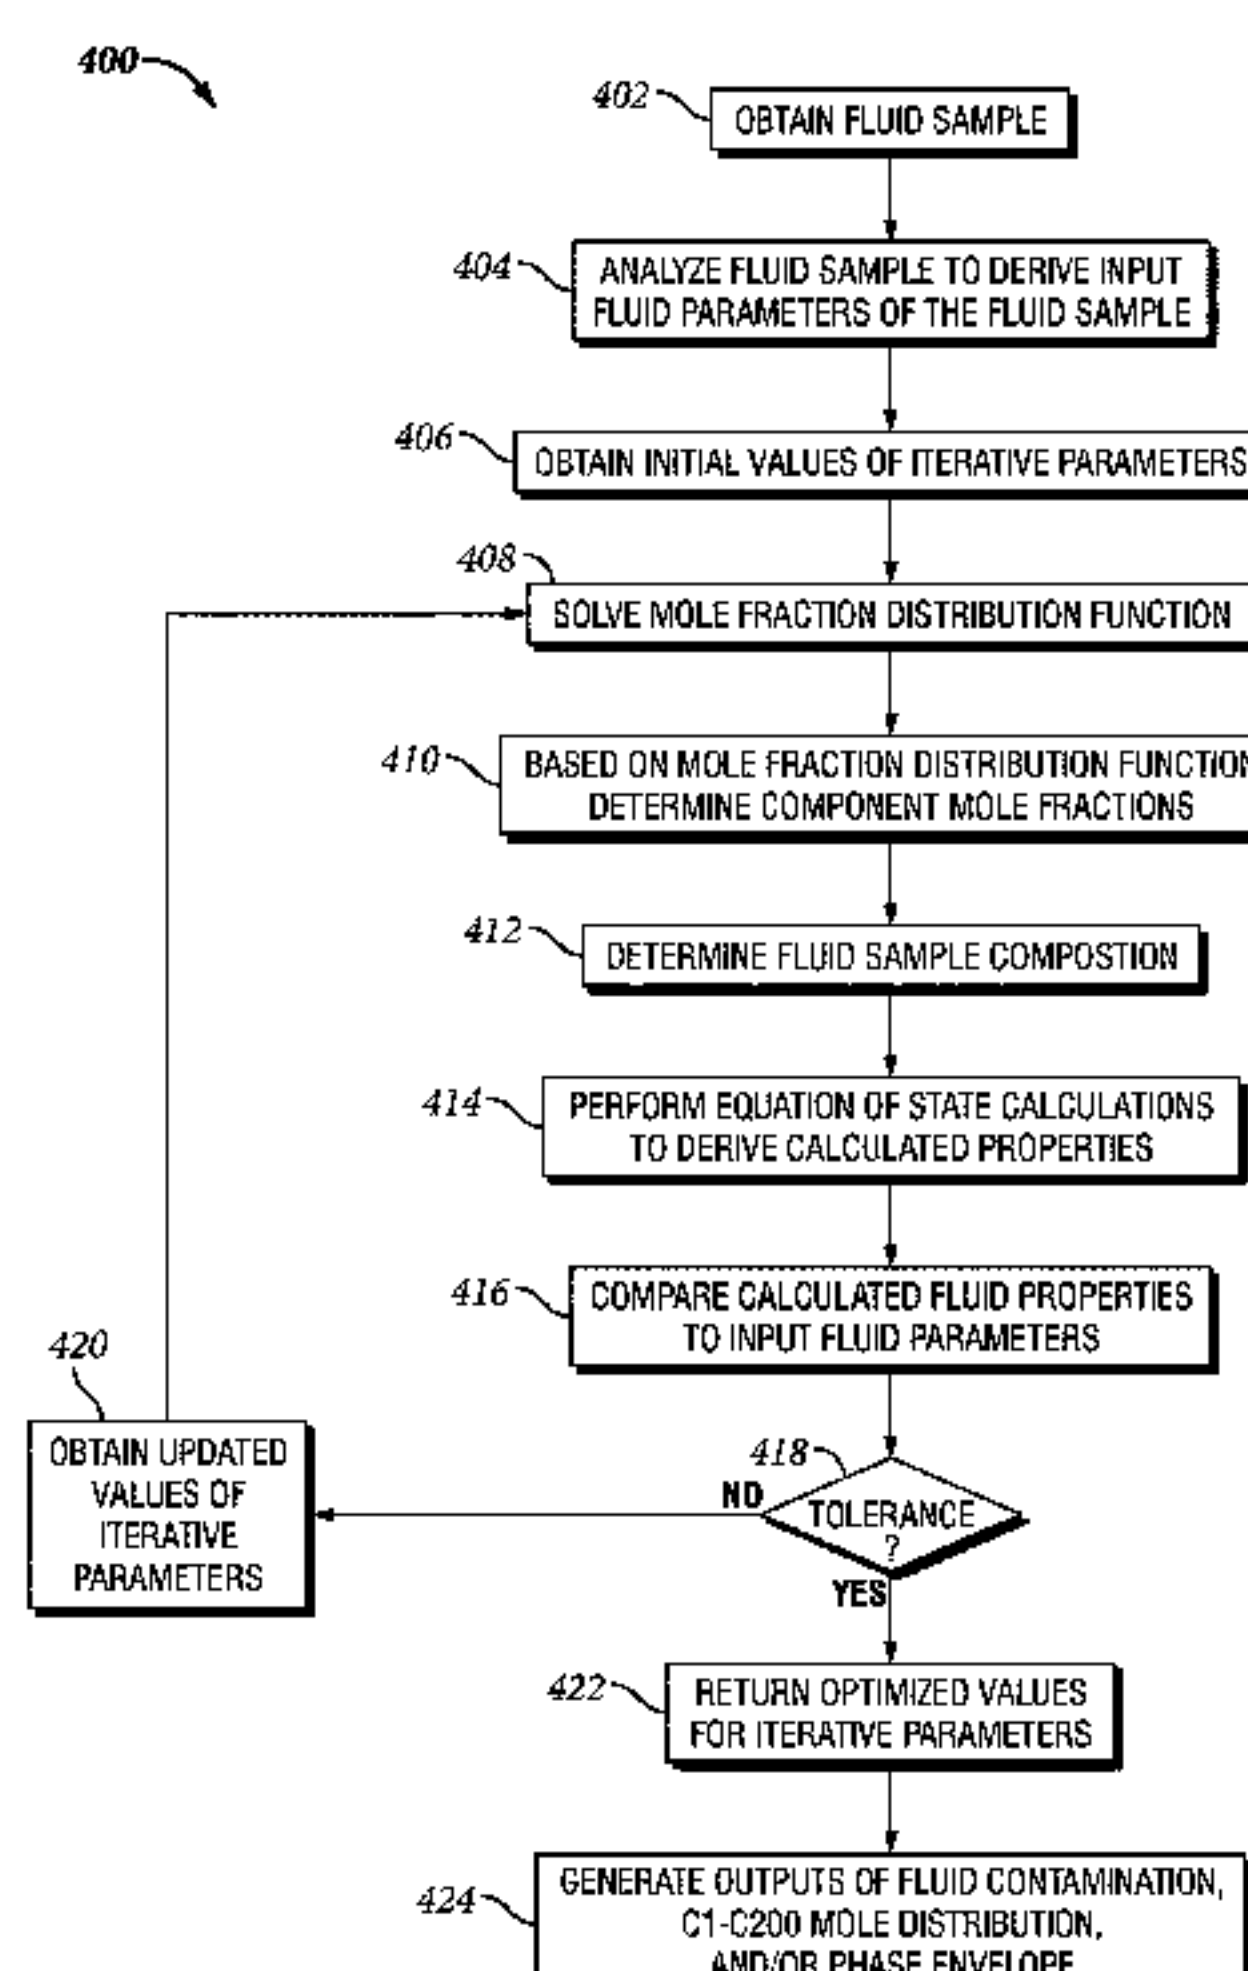 400
402
OBTAIN FLUID SAMPLE
404
ANALYZE FLUID SAMPLE TO DERIVE INPUT
FLUID PARAMETERS OF THE FLUID SAMPLE
406
OBTAIN INITIAL VALUES OF ITERATIVE PARAMETERS
408
SOLVE MOLE FRACTION DISTRIBUTION FUNCTION
410
BASED ON MOLE FRACTION DISTRIBUTION FUNCTION
DETERMINE COMPONENT MOLE FRACTIONS
412
DETERMINE FLUID SAMPLE COMPOSTION
414
PERFORM EQUATION OF STATE CALCULATIONS
TO DERIVE CALCULATED PROPERTIES
416
COMPARE CALCULATED FLUID PROPERTIES
TO INPUT FLUID PARAMETERS
418
TOLERANCE
?
NO
YES
420
OBTAIN UPDATED
VALUES OF
ITERATIVE
PARAMETERS
422
RETURN OPTIMIZED VALUES
FOR ITERATIVE PARAMETERS
424
GENERATE OUTPUTS OF FLUID CONTAMINATION,
C1-C200 MOLE DISTRIBUTION,
AND/OR PHASE ENVELOPE